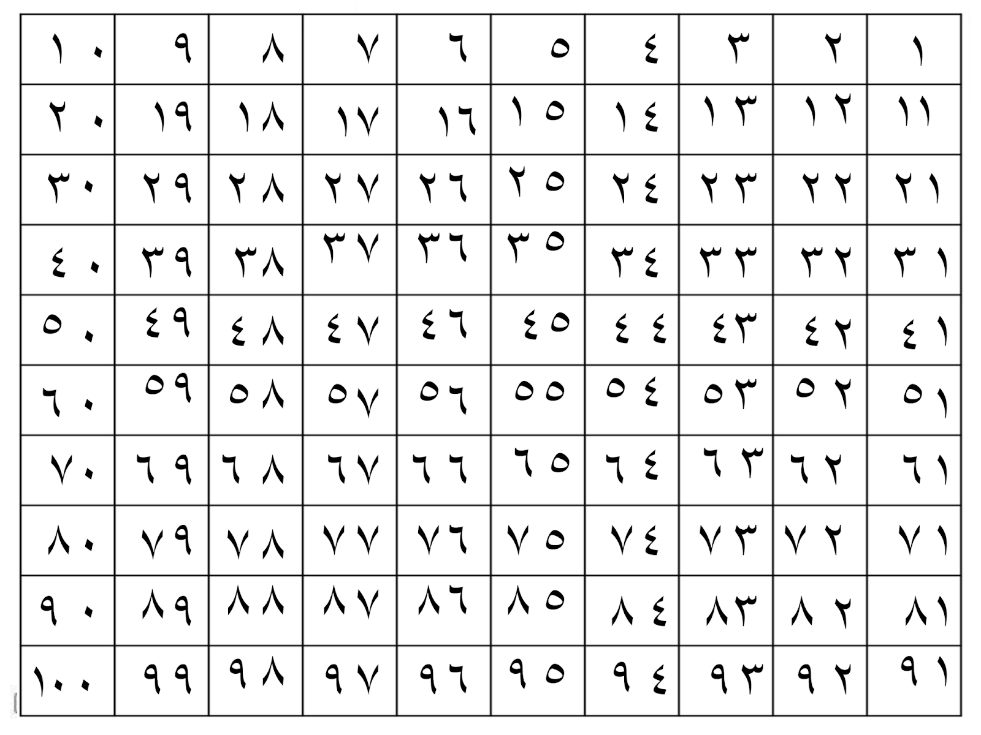 ١ ٢ ٣ ٤ ٥ ٦ ٧ ٨ ٩ ١٠
١١ ١٢ ١٣ ١٤ ١٥ ١٦ ١٧ ١٨ ١٩ ٢٠
٢١ ٢٢ ٢٣ ٢٤ ٢٥ ٢٦ ٢٧ ٢٨ ٢٩ ٣٠
٣١ ٣٢ ٣٣ ٣٤ ٣٥ ٣٦ ٣٧ ٣٨ ٣٩ ٤٠
٤١ ٤٢ ٤٣ ٤٤ ٤٥ ٤٦ ٤٧ ٤٨ ٤٩ ٥٠
٥١ ٥٢ ٥٣ ٥٤ ٥٥ ٥٦ ٥٧ ٥٨ ٥٩ ٦٠
٦١ ٦٢ ٦٣ ٦٤ ٦٥ ٦٦ ٦٧ ٦٨ ٦٩ ٧٠
٧١ ٧٢ ٧٣ ٧٤ ٧٥ ٧٦ ٧٧ ٧٨ ٧٩ ٨٠
٨١ ٨٢ ٨٣ ٨٤ ٨٥ ٨٦ ٨٧ ٨٨ ٨٩ ٩٠
٩١ ٩٢ ٩٣ ٩٤ ٩٥ ٩٦ ٩٧ ٩٨ ٩٩ ١٠٠